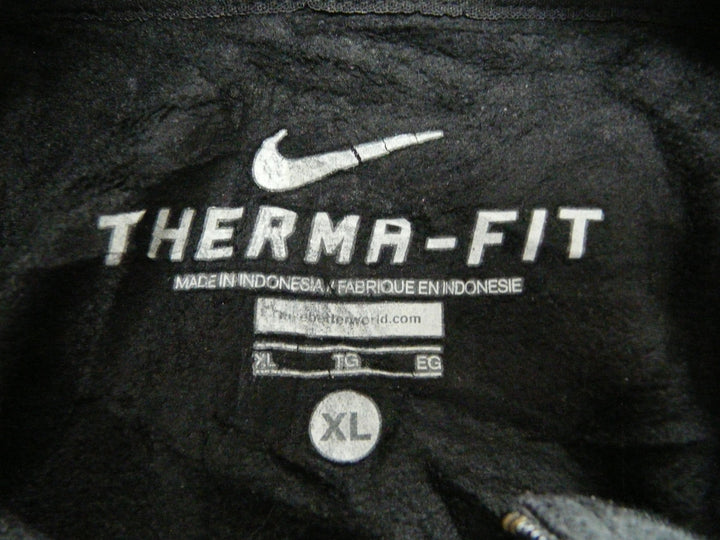 THERMA-FIT
MADE IN INDONESIA / FABRIQUE EN INDONESIE
XL TG EG
XL